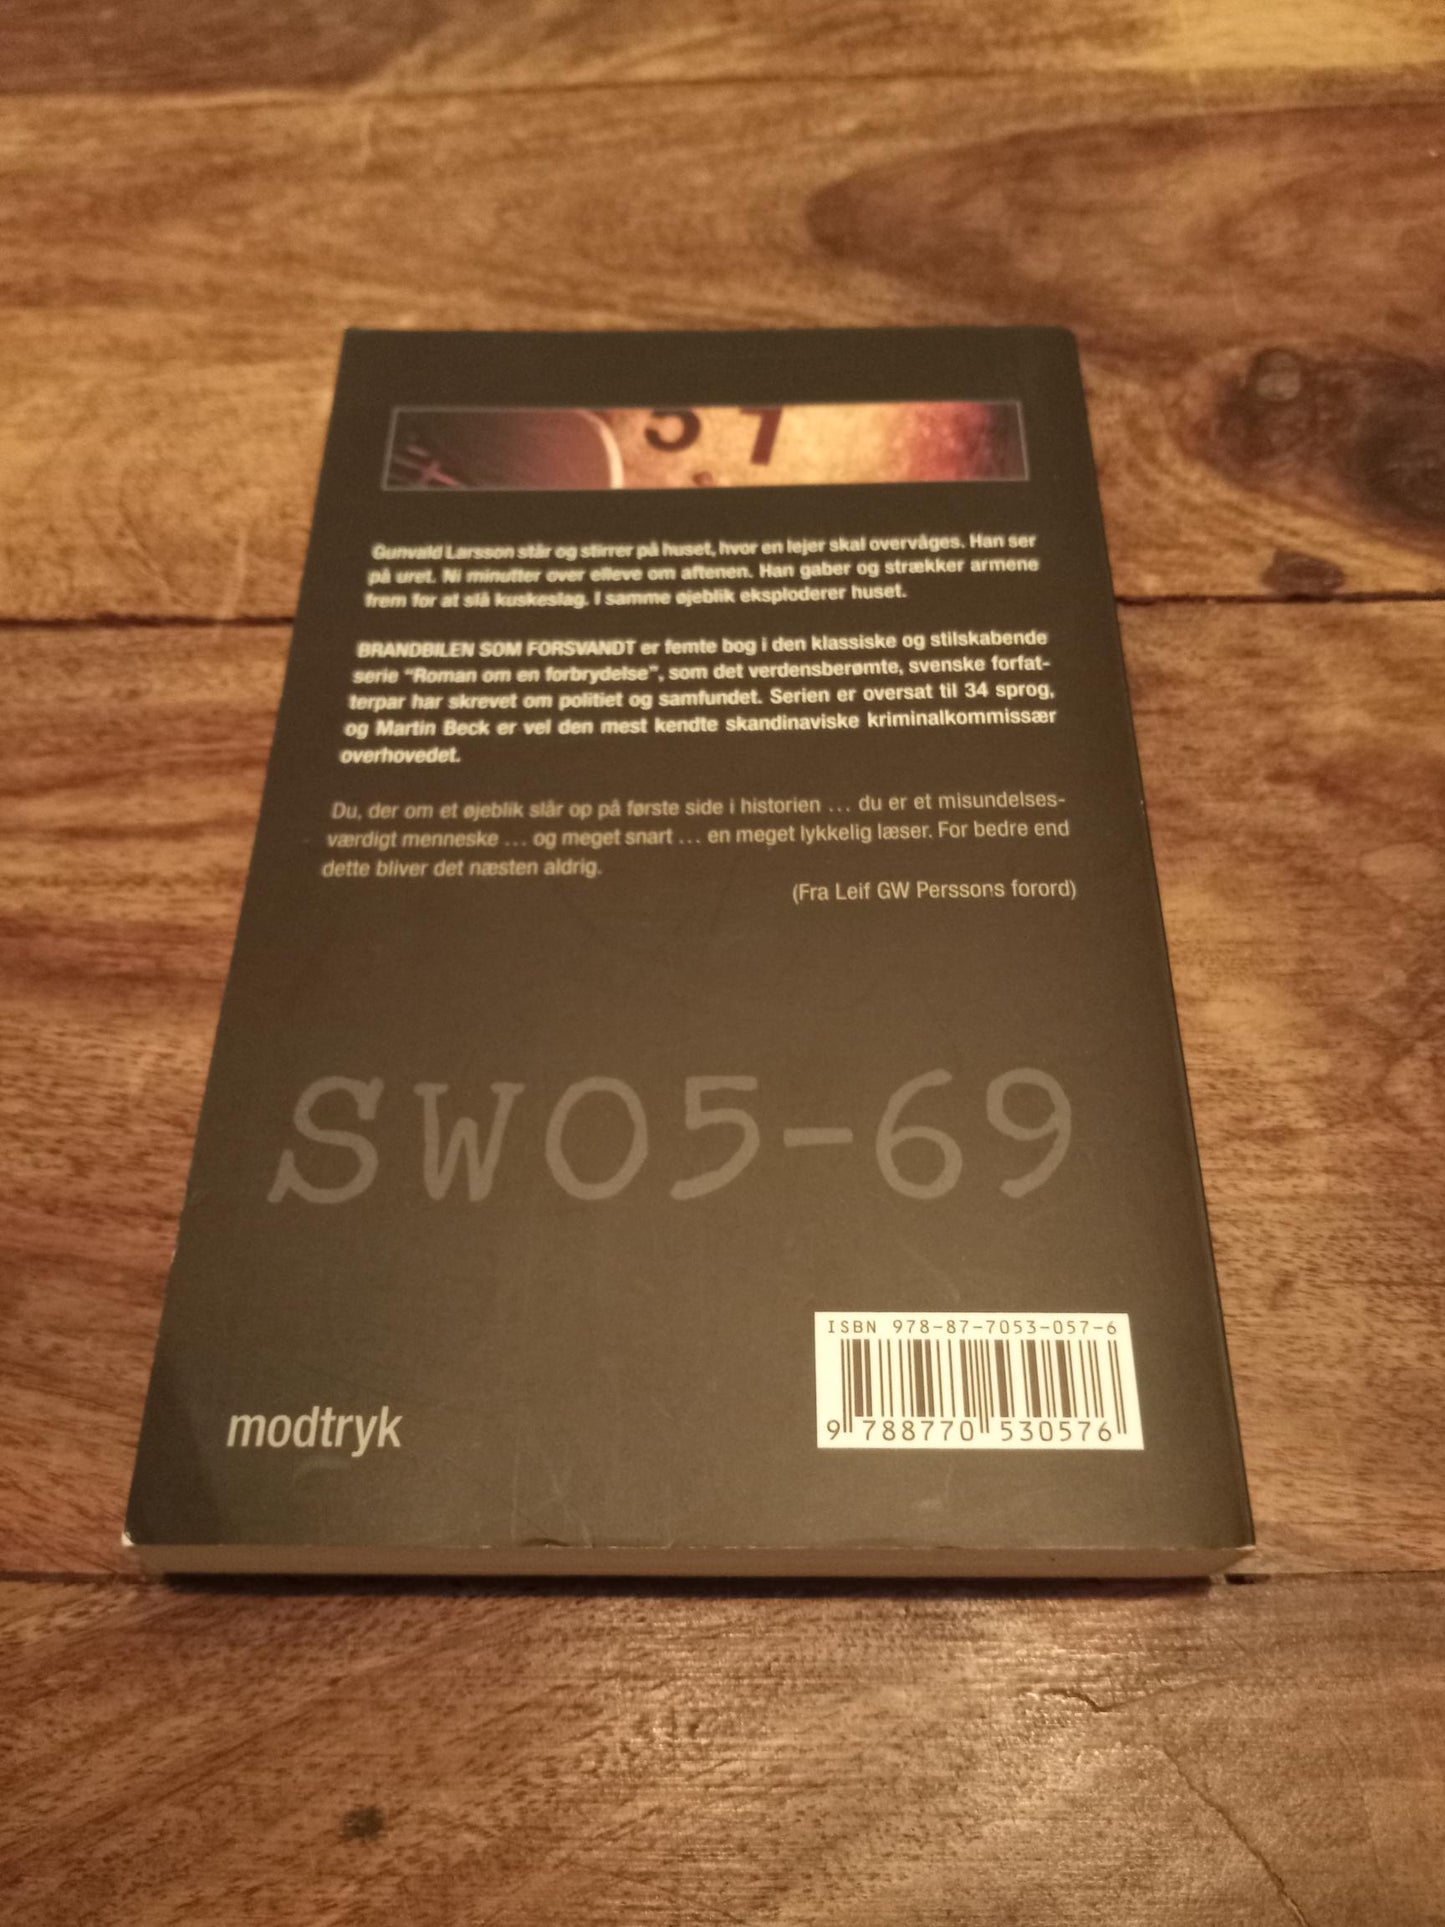 57
Gunvald Larsson står og stirrer på huset, hvor en lejer skal overvåges. Han ser
på uret. Ni minutter over elleve om aftenen. Han gaber og strækker armene
frem for at slå kuskeslag. I samme øjeblik eksploderer huset.
BRANDBILEN SOM FORSVANDT er femte bog i den klassiske og stilskabende
serie "Roman om en forbrydelse", som det verdensberømte, svenske forfat-
terpar har skrevet om politiet og samfundet. Serien er oversat til 34 sprog,
og Martin Beck er vel den mest kendte skandinaviske kriminalkommissær
overhovedet.
Du, der om et øjeblik slår op på første side i historien ... du er et misundelses-
værdigt menneske ... og meget snart ... en meget lykkelig læser. For bedre end
dette bliver det næsten aldrig.
(Fra Leif GW Perssons forord)
SW05-69
ISBN 978-87-7053-057-6
9 788770 530576
modtryk